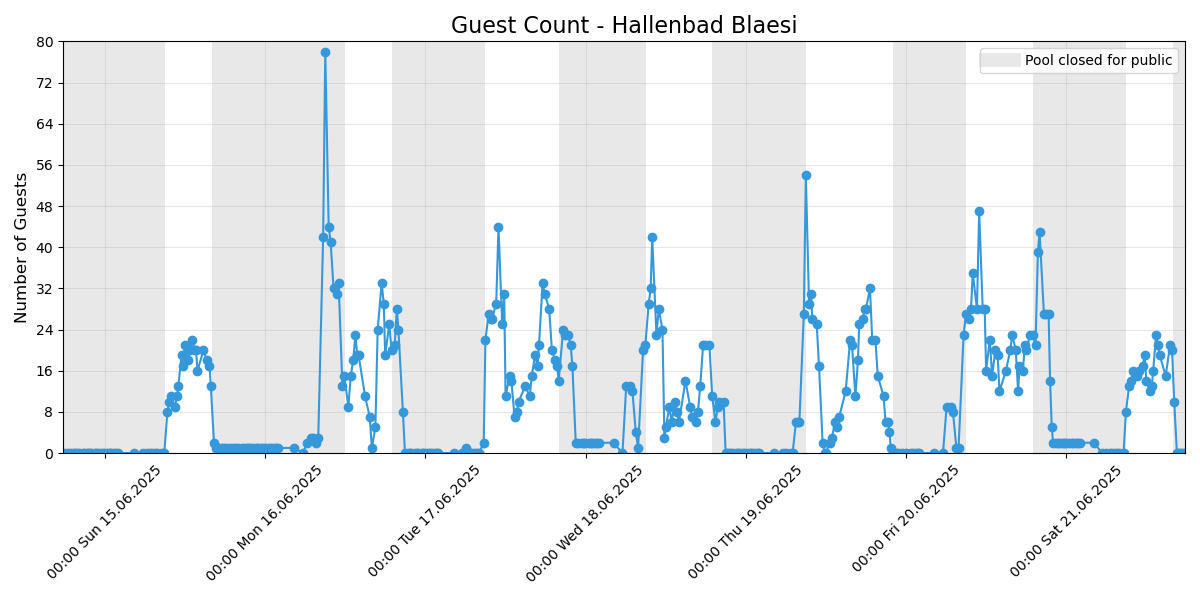 Guest Count - Hallenbad Blaesi
Pool closed for public
Number of Guests
80
72
64
56
48
40
32
24
16
8
0
00:00 Sun 15.06.2025
00:00 Mon 16.06.2025
00:00 Tue 17.06.2025
00:00 Wed 18.06.2025
00:00 Thu 19.06.2025
00:00 Fri 20.06.2025
00:00 Sat 21.06.2025